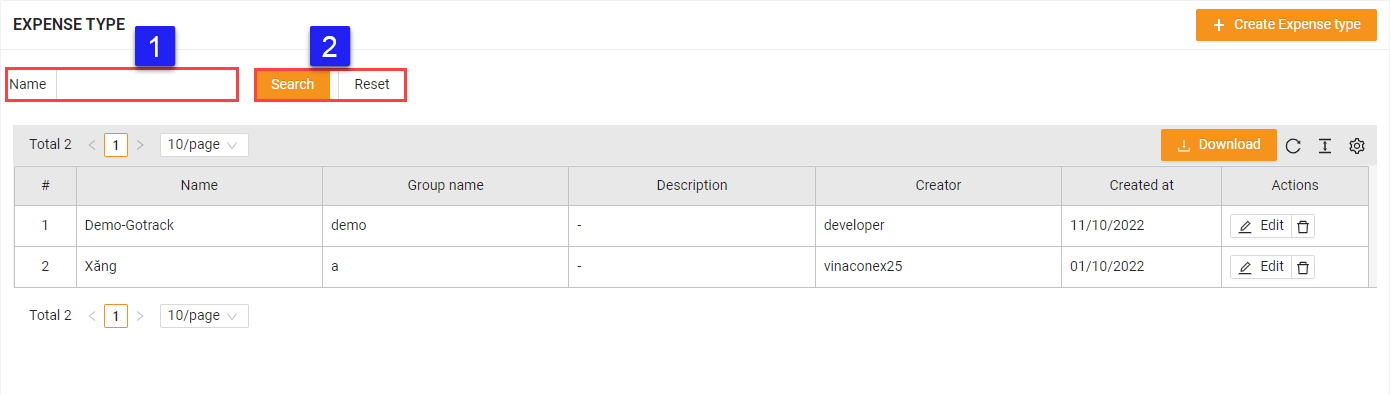 EXPENSE TYPE
1
2
+ Create Expense type
Name
Search
Reset
Total 2 < 1 > 10/page
Download
# Name Group name Description Creator Created at Actions
1 Demo-Gotrack demo - developer 11/10/2022 Edit
2 Xăng a - vinaconex25 01/10/2022 Edit
Total 2 < 1 > 10/page